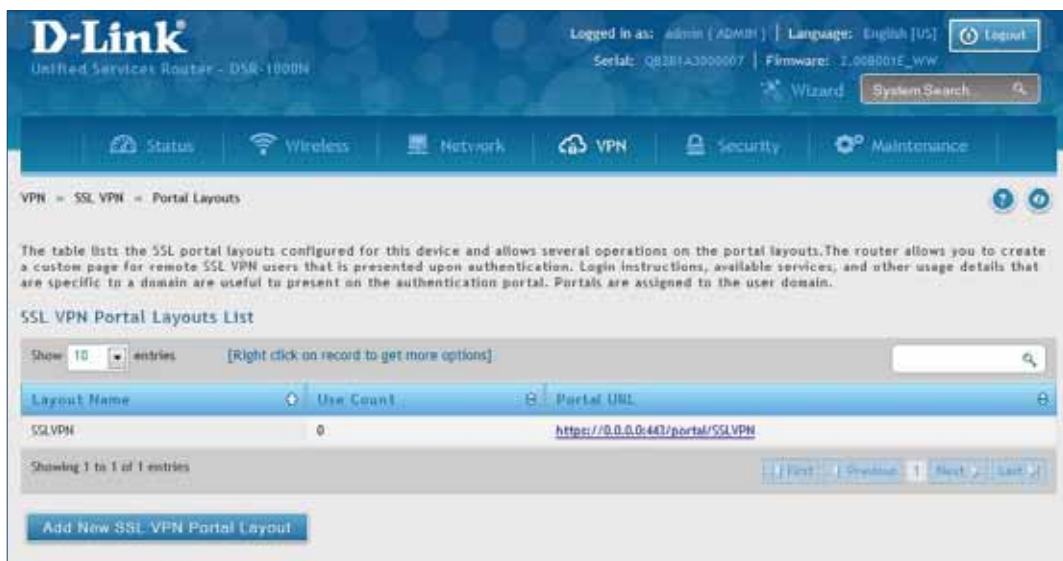 D-Link
Unified Services Router - DSR-1000N
Logged in as: admin ( ADMIN ) | Language: English [US]
Logout
Serial: | Firmware:
Wizard
System Search
Status
Wireless
Network
VPN
Security
Maintenance
VPN » SSL VPN » Portal Layouts
The table lists the SSL portal layouts configured for this device and allows several operations on the portal layouts.The router allows you to create
a custom page for remote SSL VPN users that is presented upon authentication. Login instructions, available services, and other usage details that
are specific to a domain are useful to present on the authentication portal. Portals are assigned to the user domain.
SSL VPN Portal Layouts List
Show 10 entries
[Right click on record to get more options]
Layout Name
Use Count
Portal URL
SSLVPN
0
https://0.0.0.0:443/portal/SSLVPN
Showing 1 to 1 of 1 entries
First Previous 1 Next Last
Add New SSL VPN Portal Layout